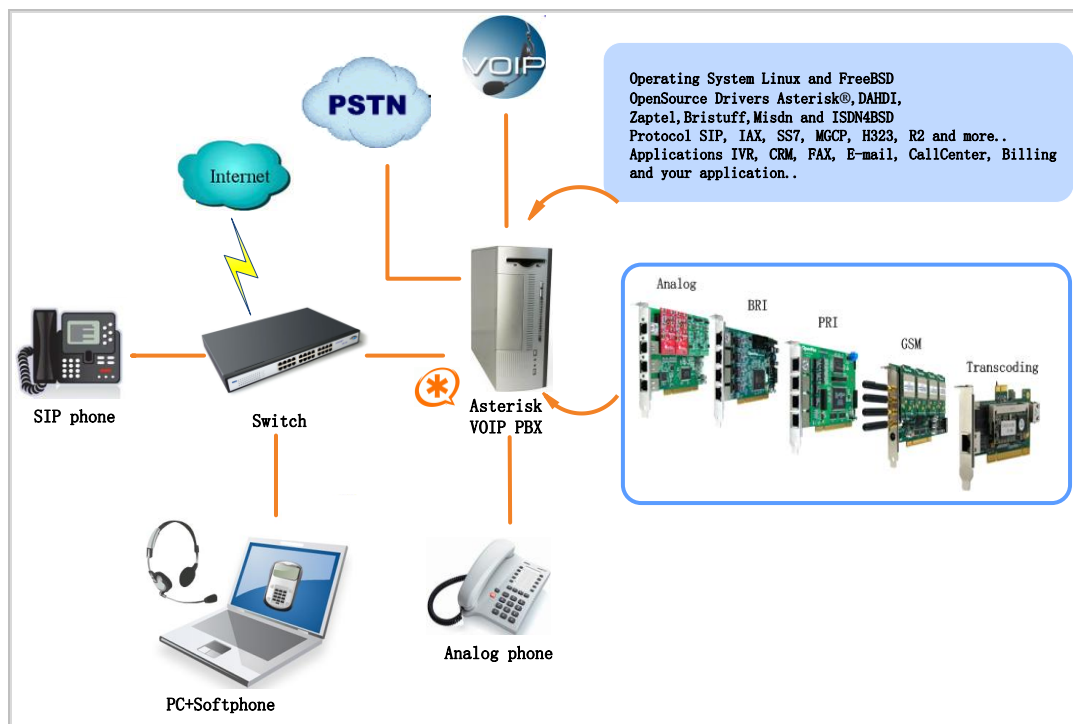 VOIP
PSTN
Operating System Linux and FreeBSD
OpenSource Drivers Asterisk®,DAHDI,
Zaptel,Bristuff,Misdn and ISDN4BSD
Protocol SIP, IAX, SS7, MGCP, H323, R2 and more..
Applications IVR, CRM, FAX, E-mail, CallCenter, Billing
and your application..
Internet
Analog
BRI
PRI
GSM
Transcoding
SIP phone
Switch
Asterisk
VOIP PBX
Analog phone
PC+Softphone